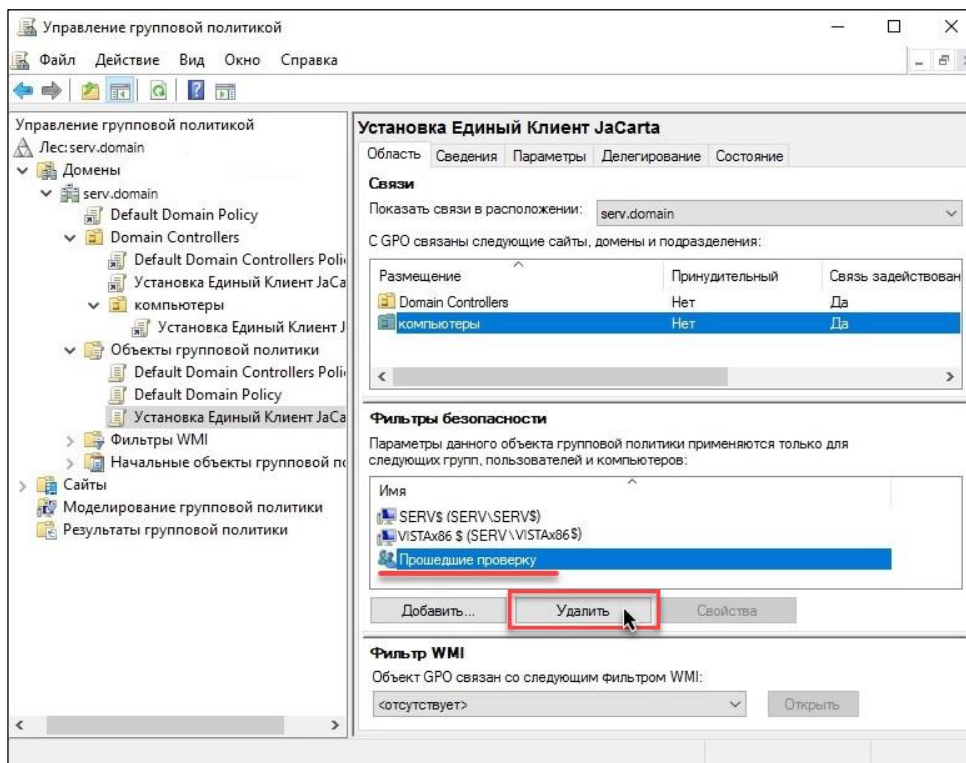 Управление групповой политикой
Файл Действие Вид Окно Справка
Управление групповой политикой
Лес: serv.domain
Домены
serv.domain
Default Domain Policy
Domain Controllers
Default Domain Controllers Poli
Установка Единый Клиент JaCa
компьютеры
Установка Единый Клиент J
Объекты групповой политики
Default Domain Controllers Poli
Default Domain Policy
Установка Единый Клиент JaCa
Фильтры WMI
Начальные объекты групповой по
Сайты
Моделирование групповой политики
Результаты групповой политики
Установка Единый Клиент JaCarta
Область Сведения Параметры Делегирование Состояние
Связи
Показать связи в расположении: serv.domain
С GPO связаны следующие сайты, домены и подразделения:
Размещение Принудительный Связь задействован
Domain Controllers Нет Да
компьютеры Нет Да
Фильтры безопасности
Параметры данного объекта групповой политики применяются только для
следующих групп, пользователей и компьютеров:
Имя
SERV$ (SERV\SERV$)
VISTAx86 $ (SERV\VISTAx86$)
Прошедшие проверку
Добавить... Удалить Свойства
Фильтр WMI
Объект GPO связан со следующим фильтром WMI:
<отсутствует> Открыть